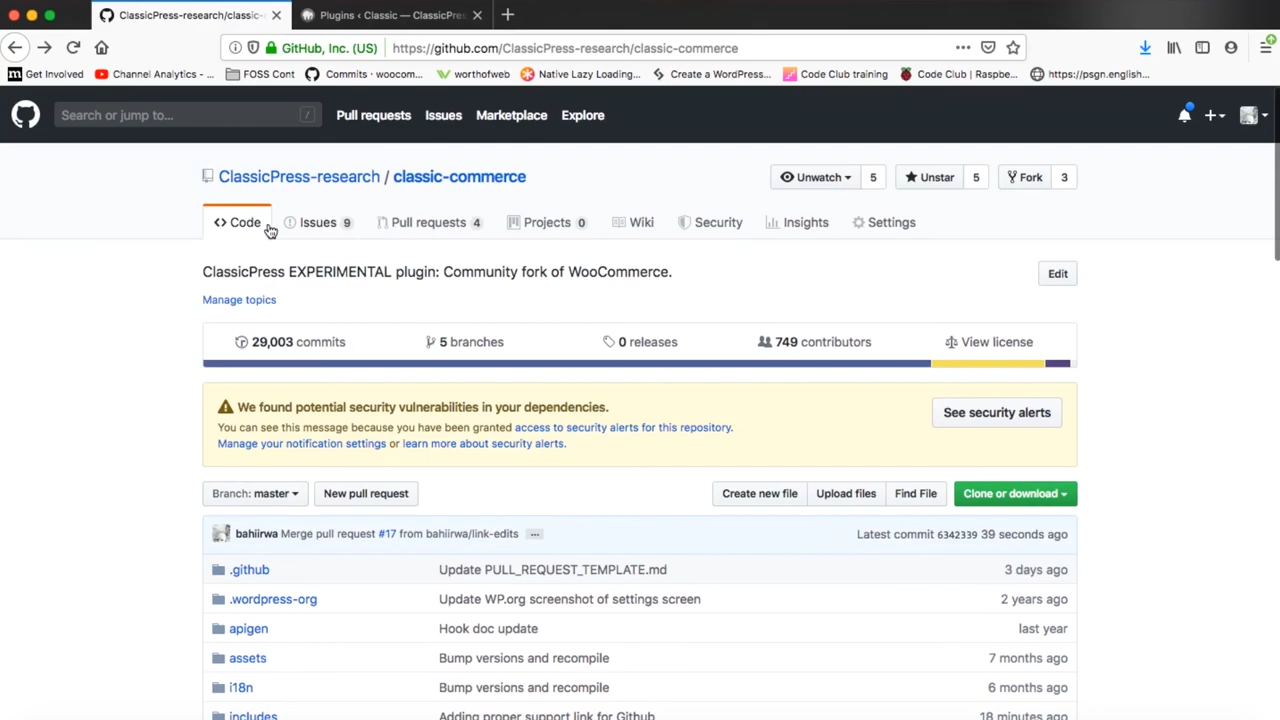 ClassicPress-research/classic-
Plugins ‹ Classic — ClassicPres
GitHub, Inc. (US) https://github.com/ClassicPress-research/classic-commerce
Get Involved Channel Analytics - ... FOSS Cont Commits · woocom... worthofweb Native Lazy Loading... Create a WordPress... Code Club training Code Club | Raspbe... https://psgn.english...
Search or jump to... / Pull requests Issues Marketplace Explore
ClassicPress-research / classic-commerce Unwatch 5 Unstar 5 Fork 3
<> Code Issues 9 Pull requests 4 Projects 0 Wiki Security Insights Settings
ClassicPress EXPERIMENTAL plugin: Community fork of WooCommerce. Edit
Manage topics
29,003 commits 5 branches 0 releases 749 contributors View license
We found potential security vulnerabilities in your dependencies. See security alerts
You can see this message because you have been granted access to security alerts for this repository.
Manage your notification settings or learn more about security alerts.
Branch: master New pull request Create new file Upload files Find File Clone or download
bahiirwa Merge pull request #17 from bahiirwa/link-edits ... Latest commit 6342339 39 seconds ago
.github Update PULL_REQUEST_TEMPLATE.md 3 days ago
.wordpress-org Update WP.org screenshot of settings screen 2 years ago
apigen Hook doc update last year
assets Bump versions and recompile 7 months ago
i18n Bump versions and recompile 6 months ago
includes Adding proper support link for Github 18 minutes ago